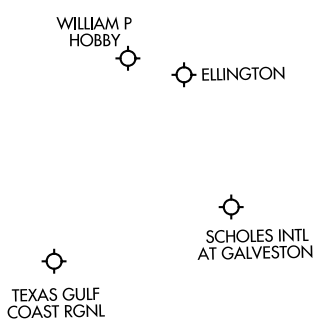 WILLIAM P
HOBBY
ELLINGTON
SCHOLES INTL
AT GALVESTON
TEXAS GULF
COAST RGNL